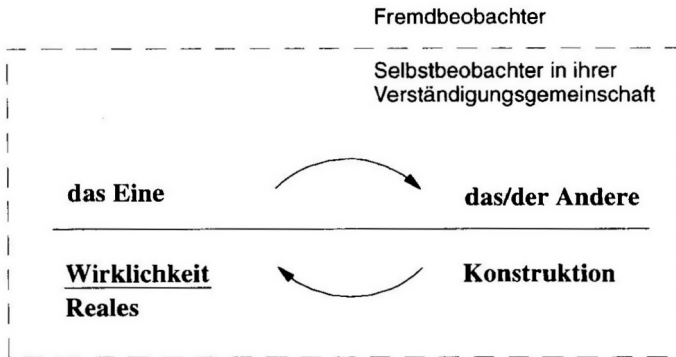 Fremdbeobachter
Selbstbeobachter in ihrer
Verständigungsgemeinschaft
das Eine
das/der Andere
Wirklichkeit
Konstruktion
Reales